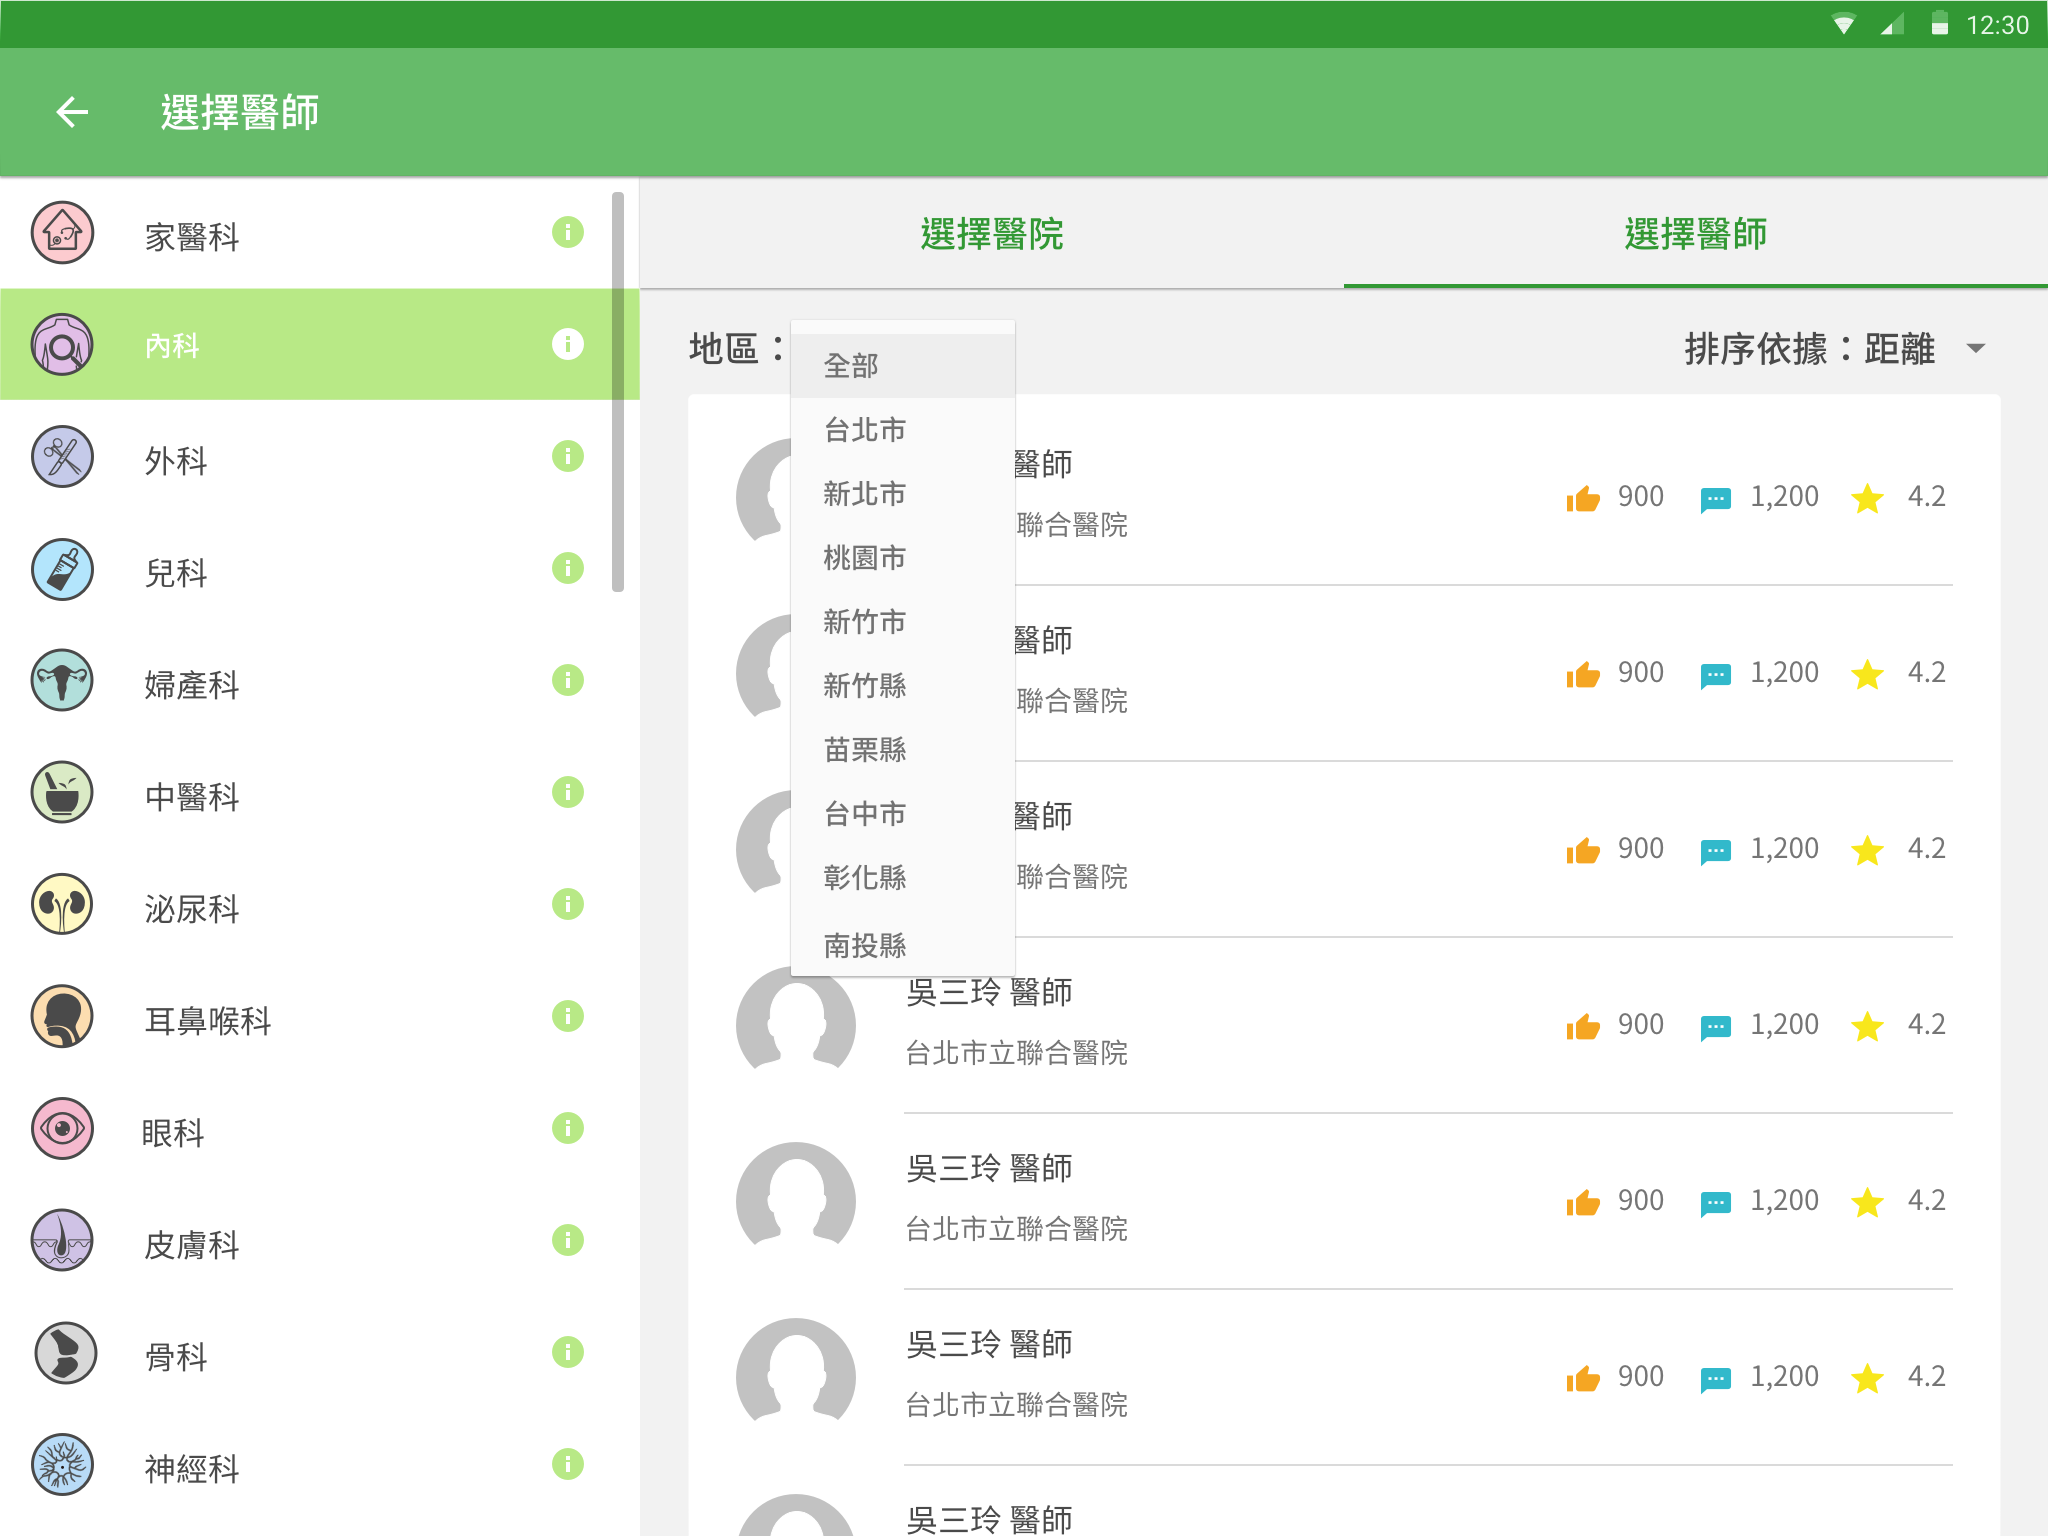 12:30
選擇醫師
家醫科
內科
外科
兒科
婦產科
中醫科
泌尿科
耳鼻喉科
眼科
皮膚科
骨科
神經科
選擇醫院
選擇醫師
地區：
排序依據：距離
全部
台北市
新北市
桃園市
新竹市
新竹縣
苗栗縣
台中市
彰化縣
南投縣
醫師
聯合醫院
900 1,200 4.2
醫師
聯合醫院
900 1,200 4.2
醫師
聯合醫院
900 1,200 4.2
吳三玲 醫師
台北市立聯合醫院
900 1,200 4.2
吳三玲 醫師
台北市立聯合醫院
900 1,200 4.2
吳三玲 醫師
台北市立聯合醫院
900 1,200 4.2
吳三玲 醫師